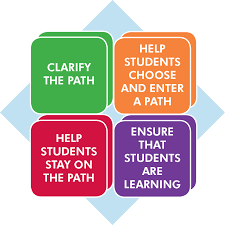 CLARIFY
THE PATH
HELP
STUDENTS
CHOOSE
AND ENTER
A PATH
HELP
STUDENTS
STAY ON
THE PATH
ENSURE
THAT
STUDENTS
ARE
LEARNING